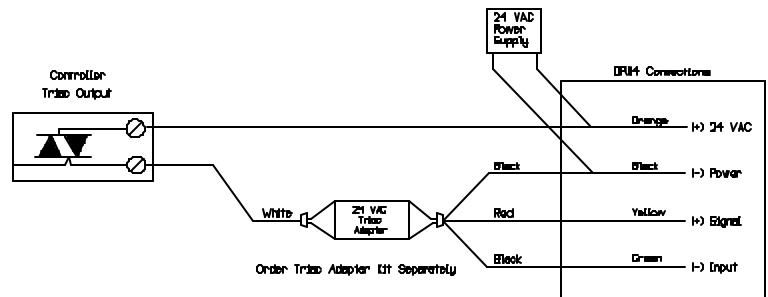 24 VAC
Power
Supply
Controller
Triac Output
DRN4 Connections
Orange
(+) 24 VAC
Black
Black
(-) Power
White
24 VAC
Triac
Adapter
Red
Yellow
(+) Signal
Black
Green
(-) Input
Order Triac Adapter Kit Separately